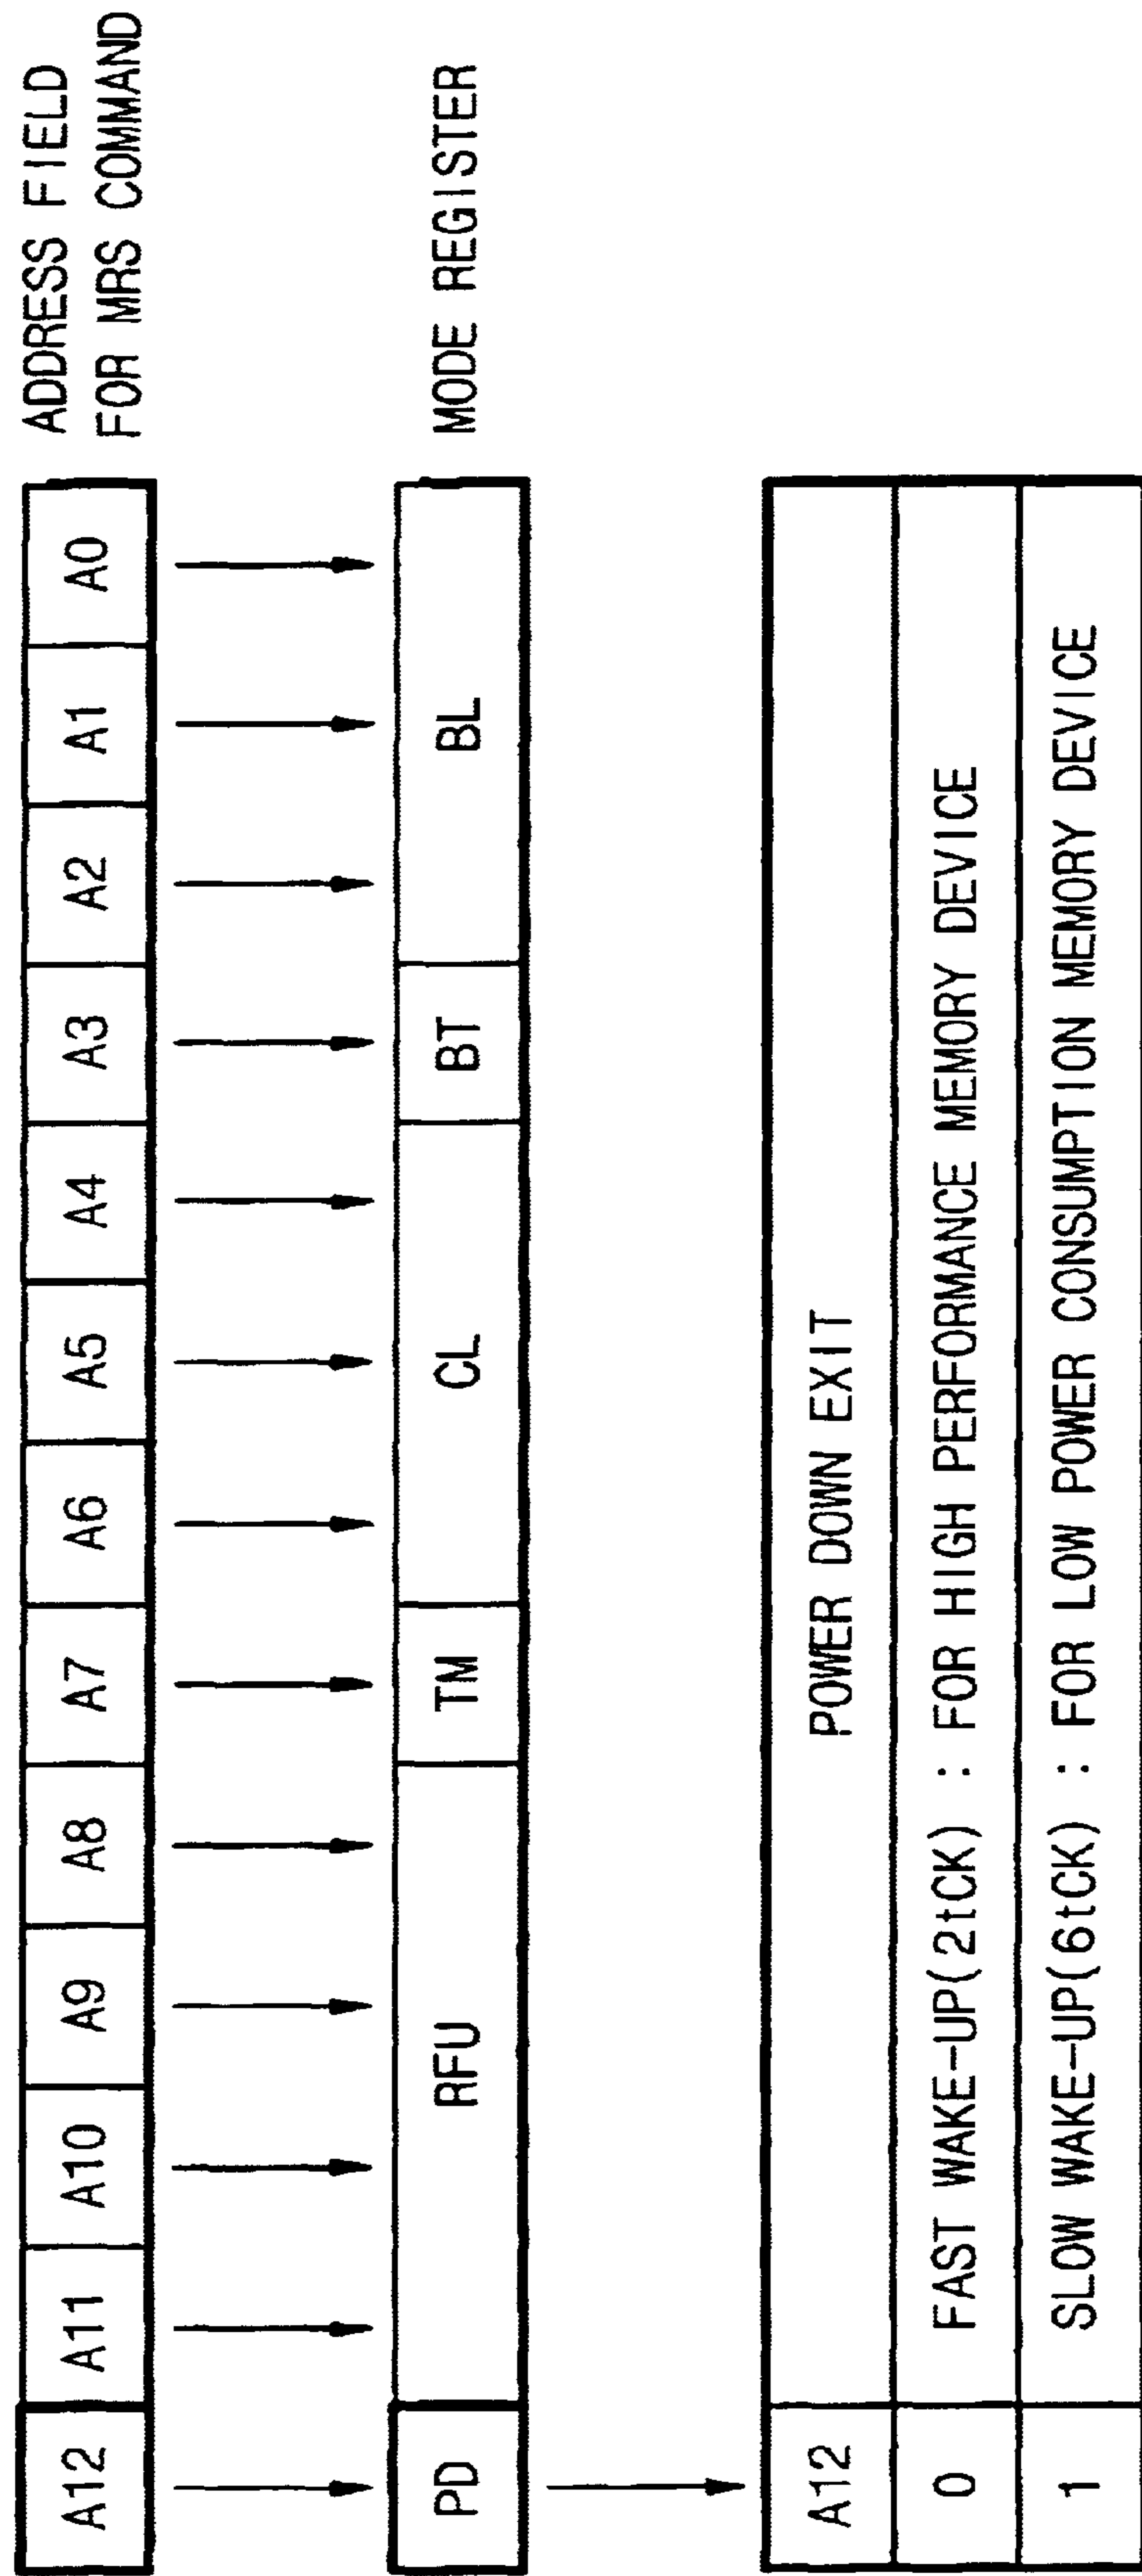 A12 A11 A10 A9 A8 A7 A6 A5 A4 A3 A2 A1 A0
ADDRESS FIELD
FOR MRS COMMAND
PD RFU TM CL BT BL
MODE REGISTER
A12 POWER DOWN EXIT
0 FAST WAKE-UP(2tCK) : FOR HIGH PERFORMANCE MEMORY DEVICE
1 SLOW WAKE-UP(6tCK) : FOR LOW POWER CONSUMPTION MEMORY DEVICE